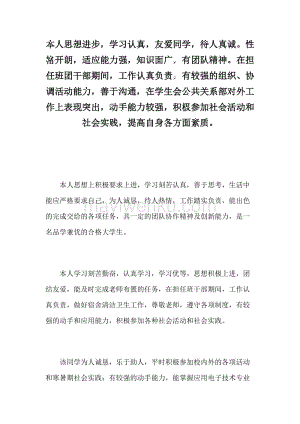 本人思想进步，学习认真，友爱同学，待人真诚。性
格开朗，适应能力强，知识面广，有团队精神。在担
任班团干部期间，工作认真负责，有较强的组织、协
调活动能力，善于沟通，在学生会公共关系部对外工
作上表现突出，动手能力较强，积极参加社会活动和
社会实践，提高自身各方面素质。
本人思想上积极要求上进，学习刻苦认真，善于思考，生活中
能应严格要求自己，为人诚恳，待人热情，工作踏实负责，能出色
的完成交给的各项任务，具一定的团队协作精神及创新能力，是一
名品学兼优的合格大学生。
本人学习刻苦勤奋，认真学习，学习优等，思想积极上进，团
结友爱，能及时完成老师布置的任务，在担任班干部期间，工作认
真负责。做好宿舍清洁卫生工作，尊敬老师，遵守各项制度，有较
强的动手和应用能力，积极参加各种社会活动和社会实践。
该同学为人诚恳，乐于助人，平时积极参加校内外的各项活动
和寒暑期社会实践；有较强的动手能力，能掌握应用电子技术专业